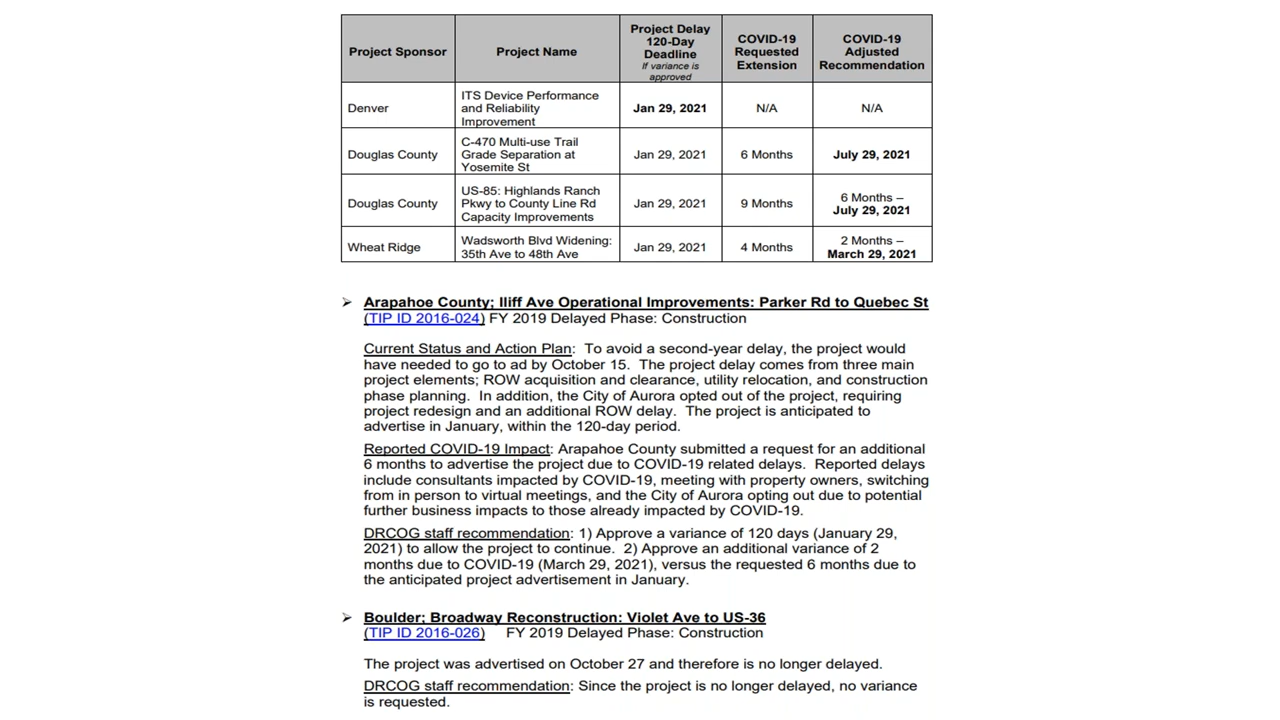 Project Sponsor
Project Name
Project Delay
120-Day
Deadline
If variance is
approved
COVID-19
Requested
Extension
COVID-19
Adjusted
Recommendation
Denver
ITS Device Performance
and Reliability
Improvement
Jan 29, 2021
N/A
N/A
Douglas County
C-470 Multi-use Trail
Grade Separation at
Yosemite St
Jan 29, 2021
6 Months
July 29, 2021
Douglas County
US-85: Highlands Ranch
Pkwy to County Line Rd
Capacity Improvements
Jan 29, 2021
9 Months
6 Months –
July 29, 2021
Wheat Ridge
Wadsworth Blvd Widening:
35th Ave to 48th Ave
Jan 29, 2021
4 Months
2 Months –
March 29, 2021
➢ Arapahoe County; Iliff Ave Operational Improvements: Parker Rd to Quebec St
(TIP ID 2016-024) FY 2019 Delayed Phase: Construction
Current Status and Action Plan: To avoid a second-year delay, the project would
have needed to go to ad by October 15. The project delay comes from three main
project elements; ROW acquisition and clearance, utility relocation, and construction
phase planning. In addition, the City of Aurora opted out of the project, requiring
project redesign and an additional ROW delay. The project is anticipated to
advertise in January, within the 120-day period.
Reported COVID-19 Impact: Arapahoe County submitted a request for an additional
6 months to advertise the project due to COVID-19 related delays. Reported delays
include consultants impacted by COVID-19, meeting with property owners, switching
from in person to virtual meetings, and the City of Aurora opting out due to potential
further business impacts to those already impacted by COVID-19.
DRCOG staff recommendation: 1) Approve a variance of 120 days (January 29,
2021) to allow the project to continue. 2) Approve an additional variance of 2
months due to COVID-19 (March 29, 2021), versus the requested 6 months due to
the anticipated project advertisement in January.
➢ Boulder; Broadway Reconstruction: Violet Ave to US-36
(TIP ID 2016-026) FY 2019 Delayed Phase: Construction
The project was advertised on October 27 and therefore is no longer delayed.
DRCOG staff recommendation: Since the project is no longer delayed, no variance
is requested.